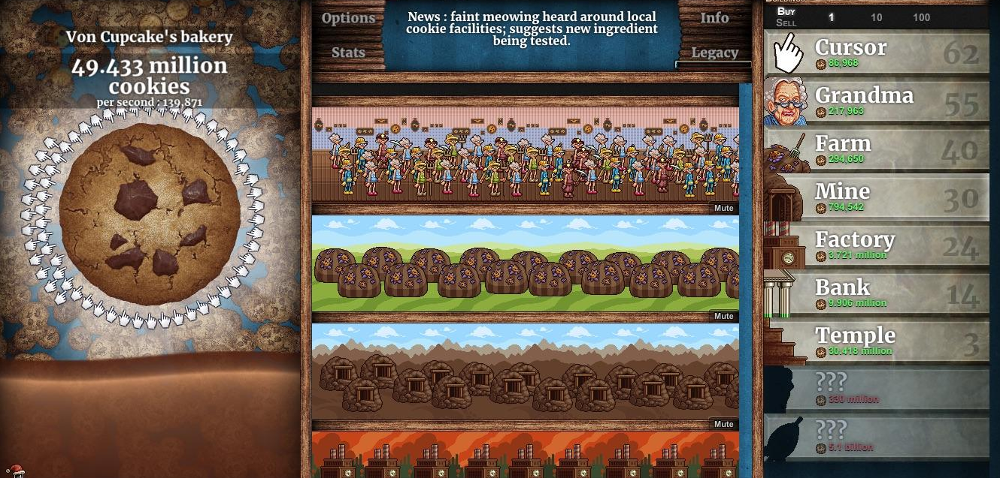 Von Cupcake's bakery
49.433 million
cookies
per second : 139,871
Options
Stats
News : faint meowing heard around local
cookie facilities; suggests new ingredient
being tested.
Info
Legacy
Mute
Mute
Mute
Buy
Sell
1
10
100
Cursor
86,968
62
Grandma
217,963
55
Farm
294,650
40
Mine
794,542
30
Factory
3.721 million
24
Bank
9.906 million
14
Temple
30.418 million
3
???
330 million
???
5.1 billion